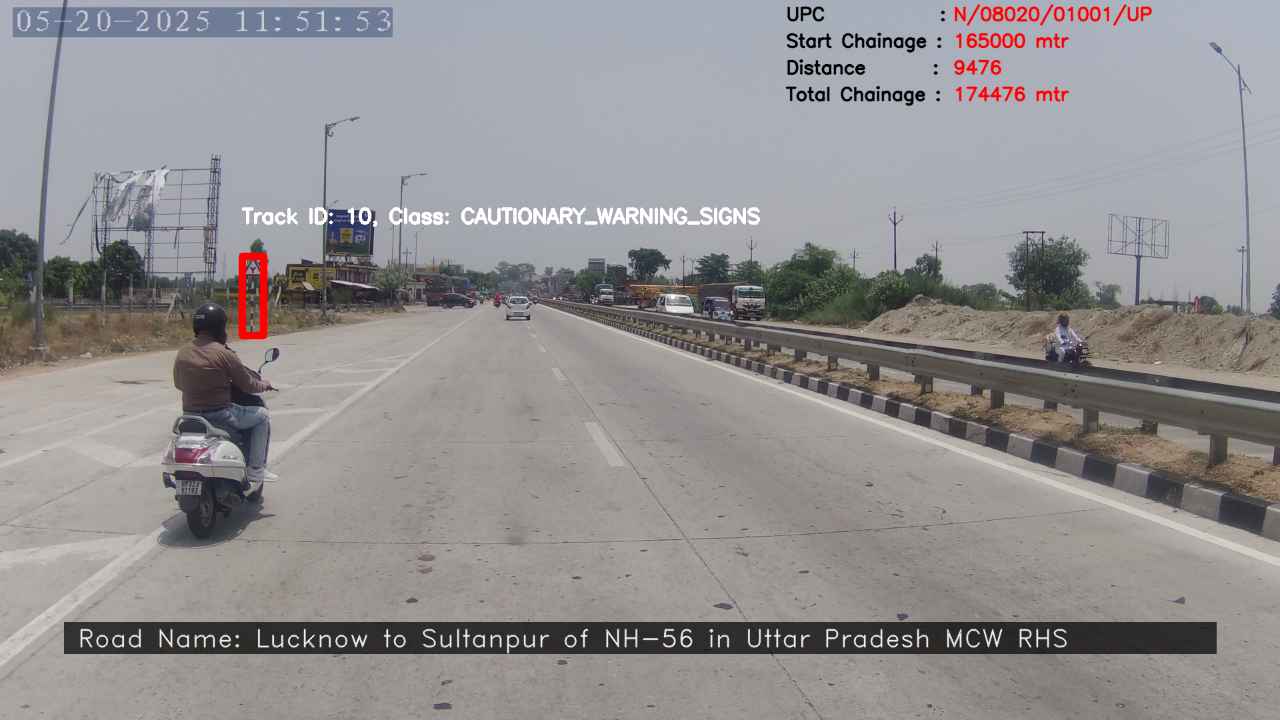 05-20-2025 11:51:53
UPC : N/08020/01001/UP
Start Chainage : 165000 mtr
Distance : 9476
Total Chainage : 174476 mtr
Track ID: 10, Class: CAUTIONARY_WARNING_SIGNS
Road Name: Lucknow to Sultanpur of NH-56 in Uttar Pradesh MCW RHS